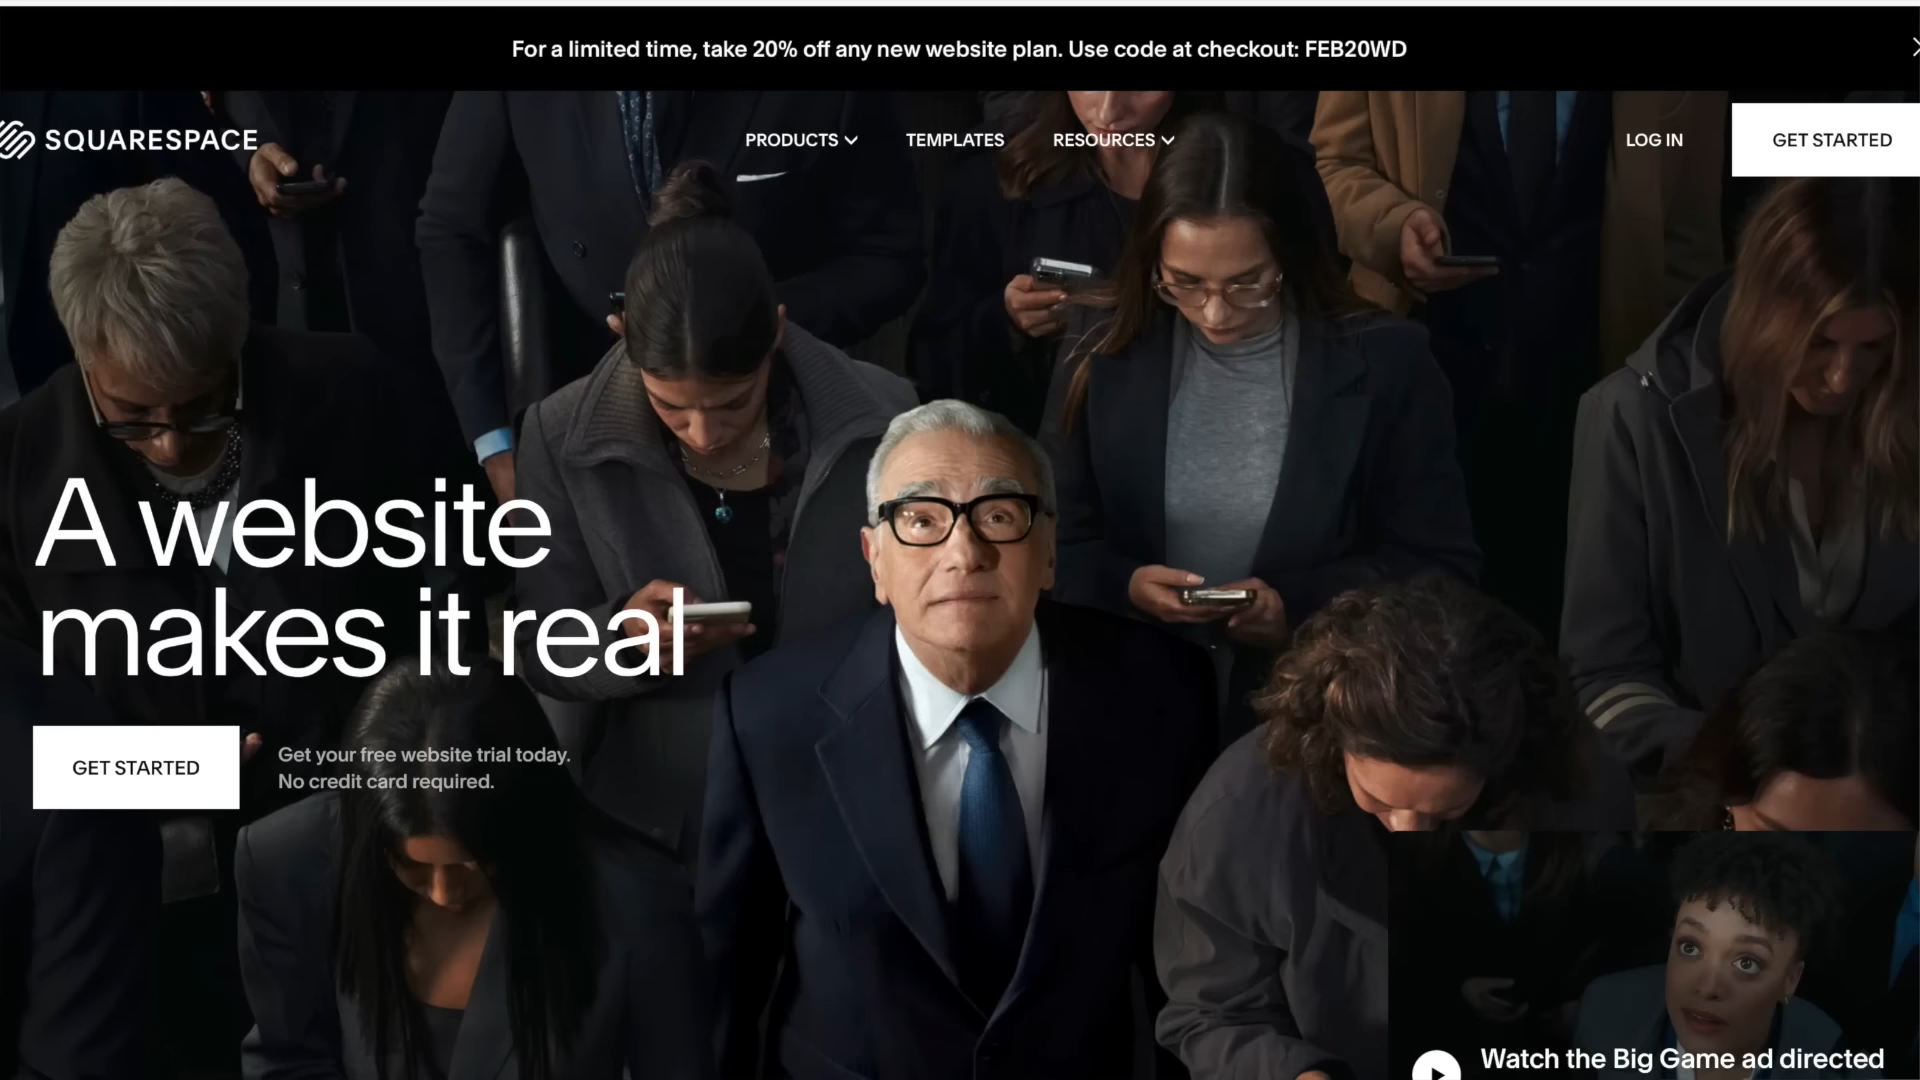 For a limited time, take 20% off any new website plan. Use code at checkout: FEB20WD
SQUARESPACE
PRODUCTS
TEMPLATES
RESOURCES
LOG IN
GET STARTED
A website
makes it real
GET STARTED
Get your free website trial today.
No credit card required.
Watch the Big Game ad directed